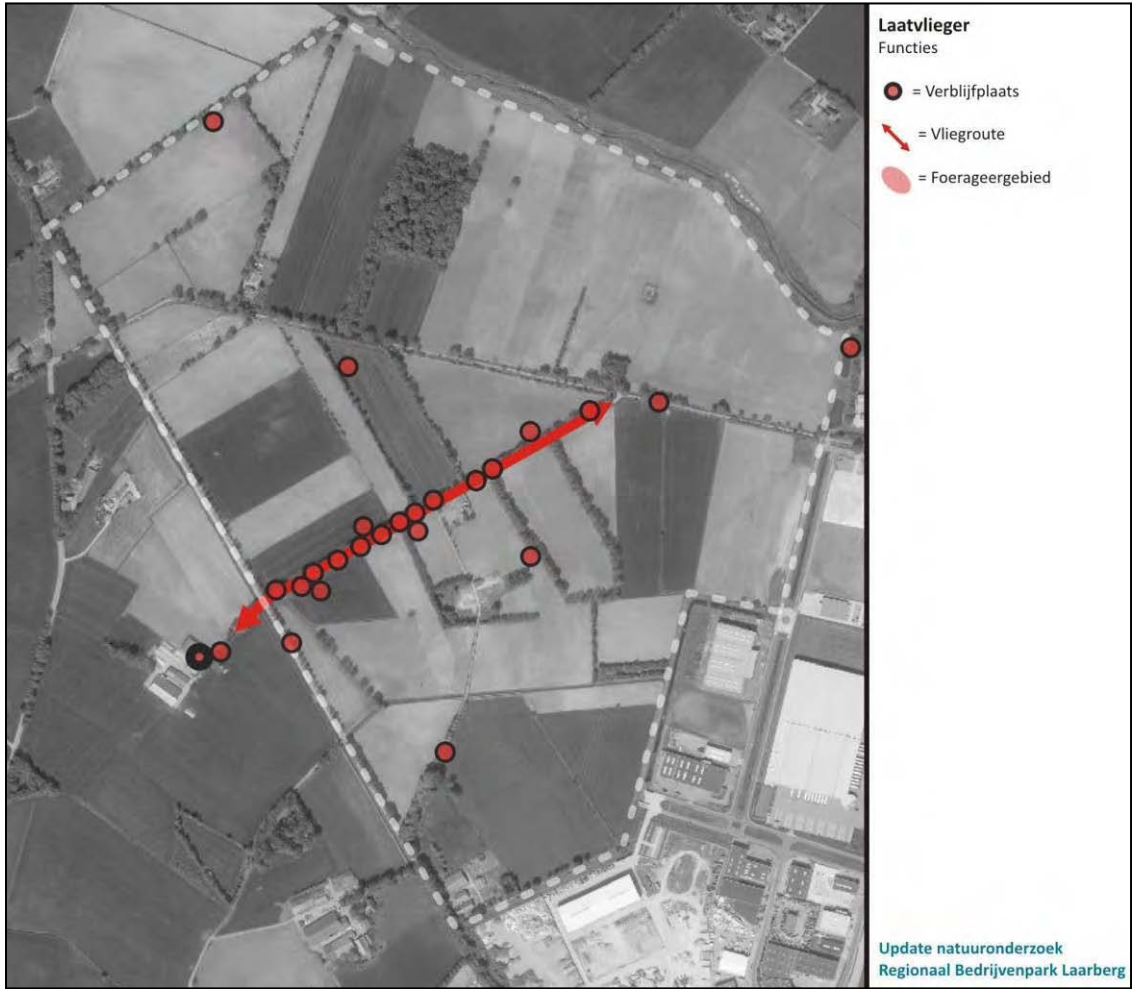 Laatvlieger
Functies
= Verblijfplaats
= Vliegroute
= Foerageergebied
Update natuuronderzoek
Regionaal Bedrijvenpark Laarberg